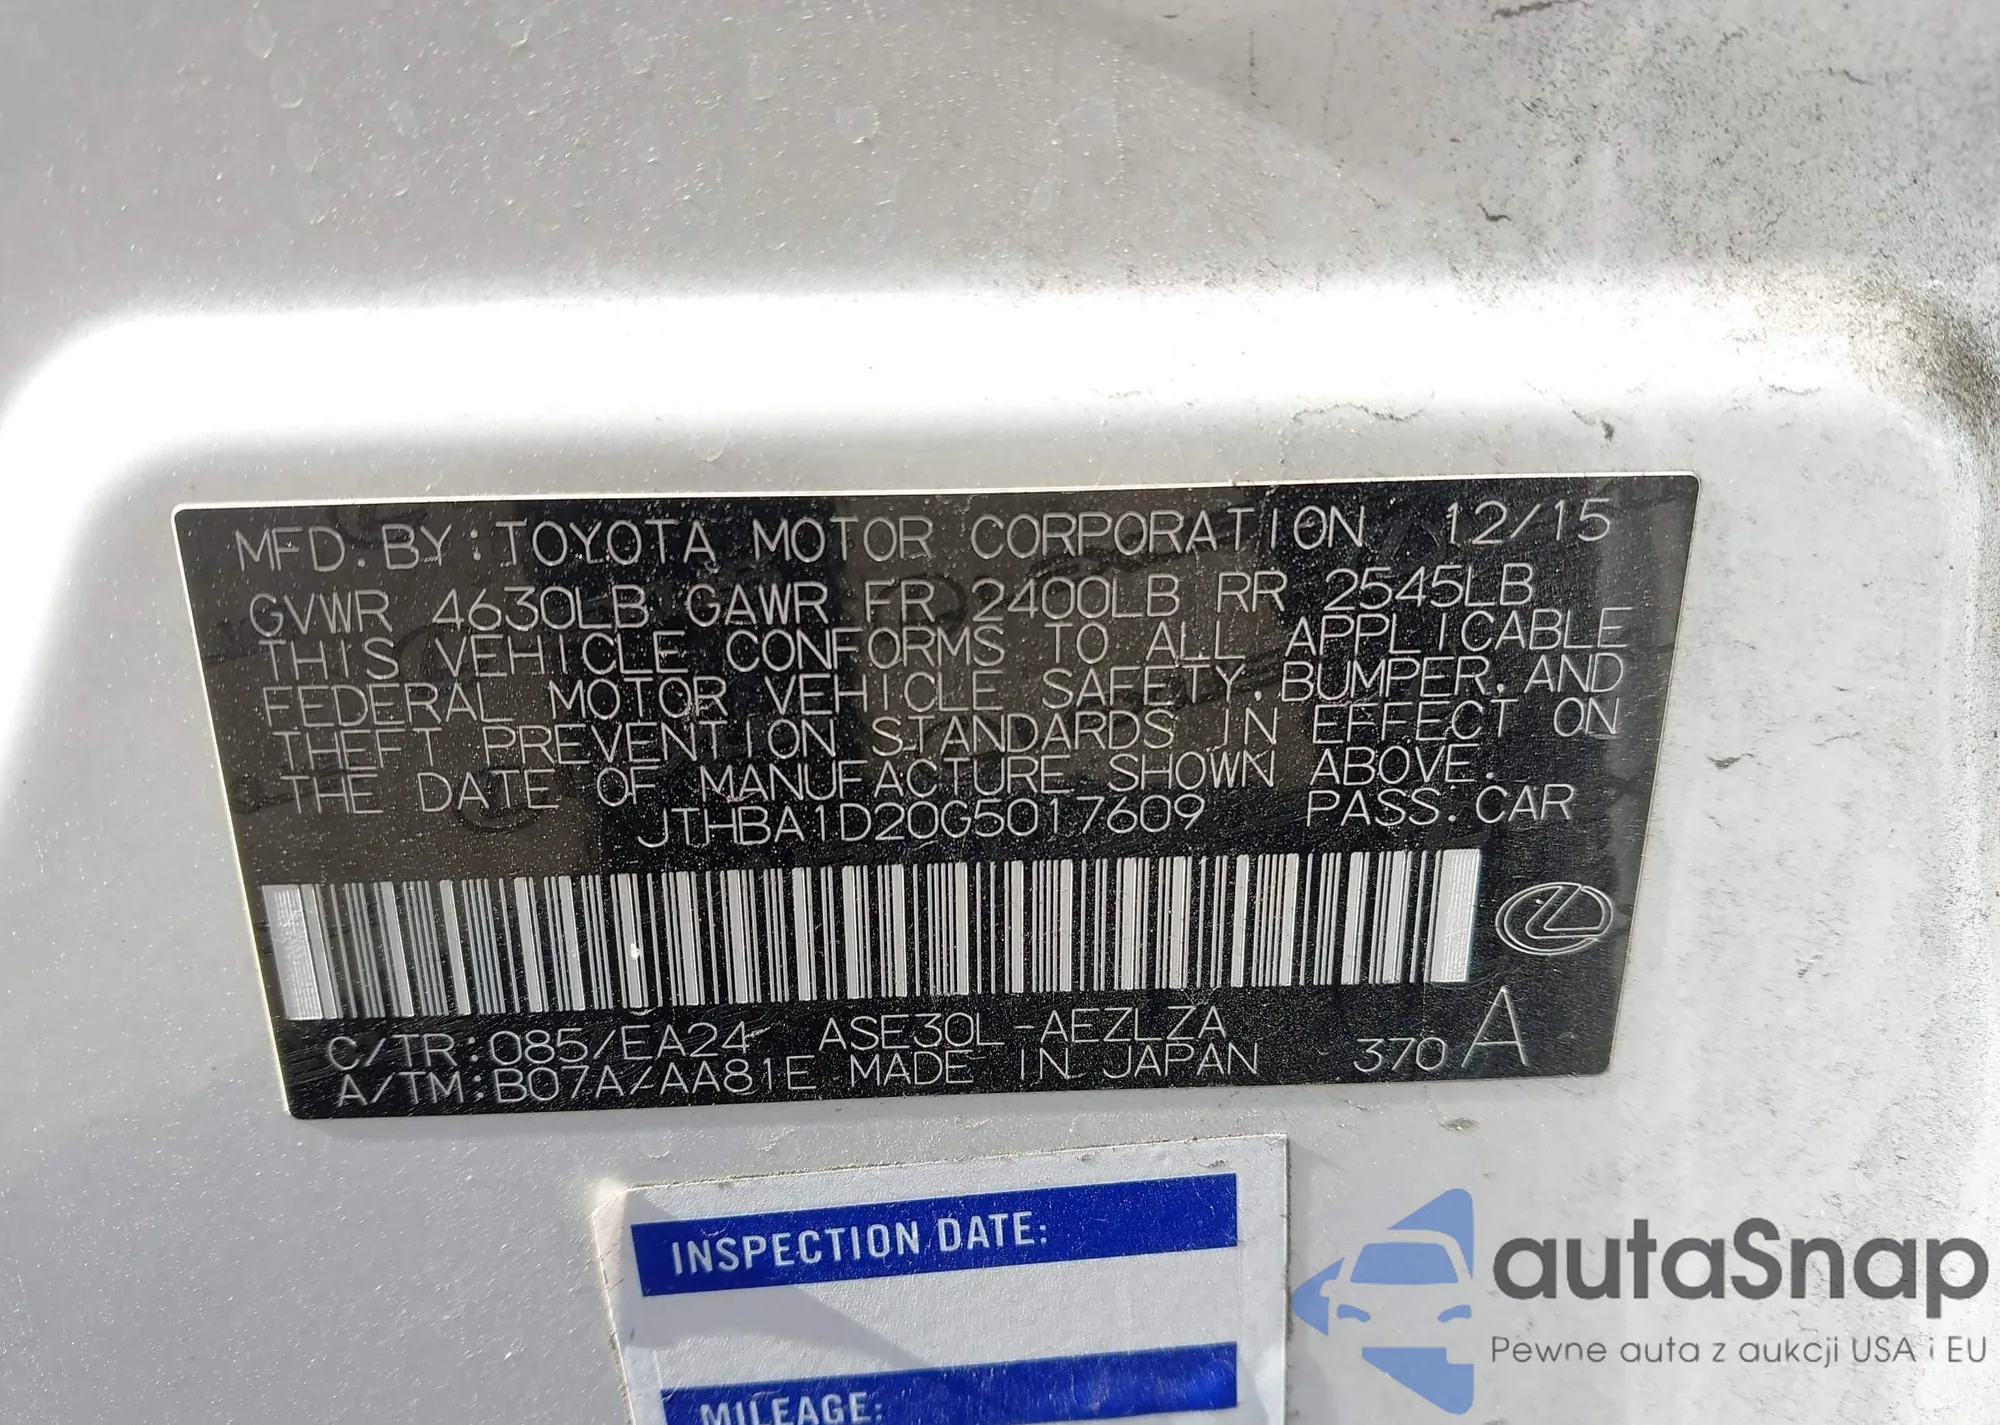 MFD. BY: TOYOTA MOTOR CORPORATION 12/15
GVWR 4630LB GAWR FR 2400LB RR 2545LB
THIS VEHICLE CONFORMS TO ALL APPLICABLE
FEDERAL MOTOR VEHICLE SAFETY, BUMPER, AND
THEFT PREVENTION STANDARDS IN EFFECT ON
THE DATE OF MANUFACTURE SHOWN ABOVE.
JTHBA1D20G5017609 PASS. CAR
C/TR: 085/EA24 ASE30L-AEZLZA
A/TM: B07A/AA81E MADE IN JAPAN 370 A
INSPECTION DATE:
MILEAGE:
autaSnap
Pewne auta z aukcji USA i EU